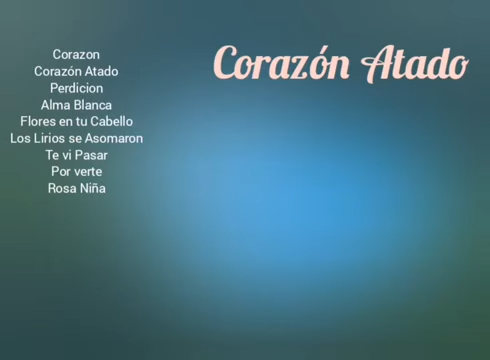 Corazón Atado
Corazon
Corazón Atado
Perdicion
Alma Blanca
Flores en tu Cabello
Los Lirios se Asomaron
Te vi Pasar
Por verte
Rosa Niña